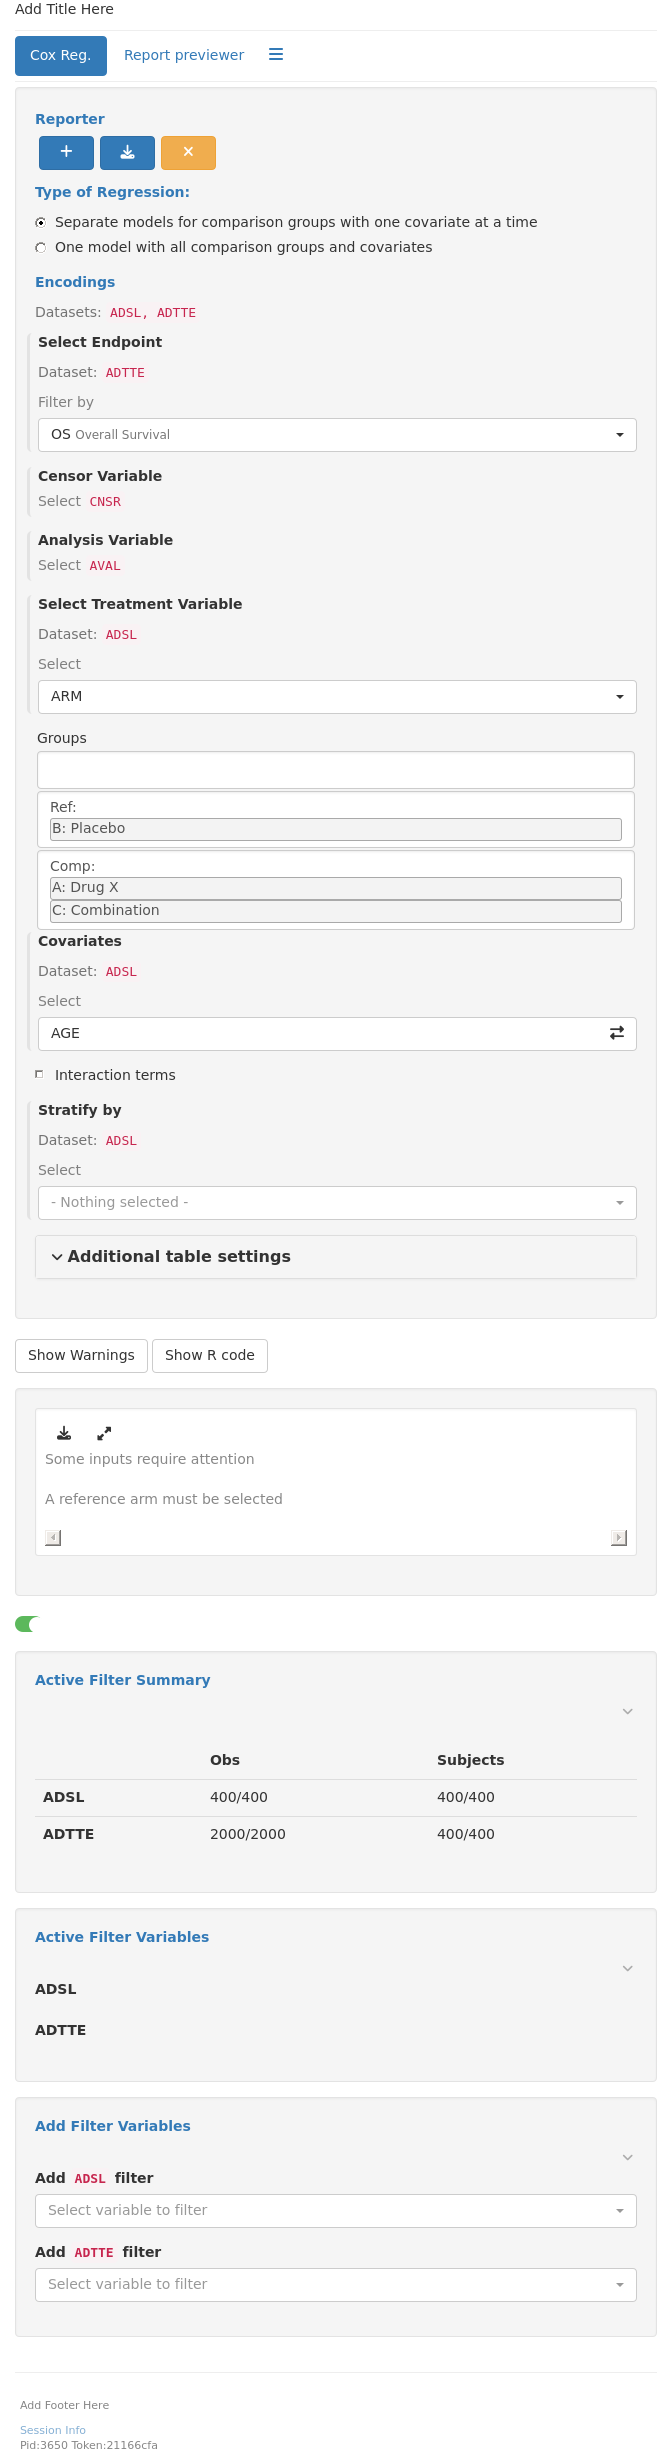 Add Title Here
Cox Reg. Report previewer
Reporter
Type of Regression:
Separate models for comparison groups with one covariate at a time
One model with all comparison groups and covariates
Encodings
Datasets: ADSL, ADTTE
Select Endpoint
Dataset: ADTTE
Filter by
OS Overall Survival
Censor Variable
Select CNSR
Analysis Variable
Select AVAL
Select Treatment Variable
Dataset: ADSL
Select
ARM
Groups
Ref:
B: Placebo
Comp:
A: Drug X
C: Combination
Covariates
Dataset: ADSL
Select
AGE
Interaction terms
Stratify by
Dataset: ADSL
Select
- Nothing selected -
Additional table settings
Show Warnings Show R code
Some inputs require attention
A reference arm must be selected
Active Filter Summary
Obs Subjects
ADSL 400/400 400/400
ADTTE 2000/2000 400/400
Active Filter Variables
ADSL
ADTTE
Add Filter Variables
Add ADSL filter
Select variable to filter
Add ADTTE filter
Select variable to filter
Add Footer Here
Session Info
Pid:3650 Token:21166cfa